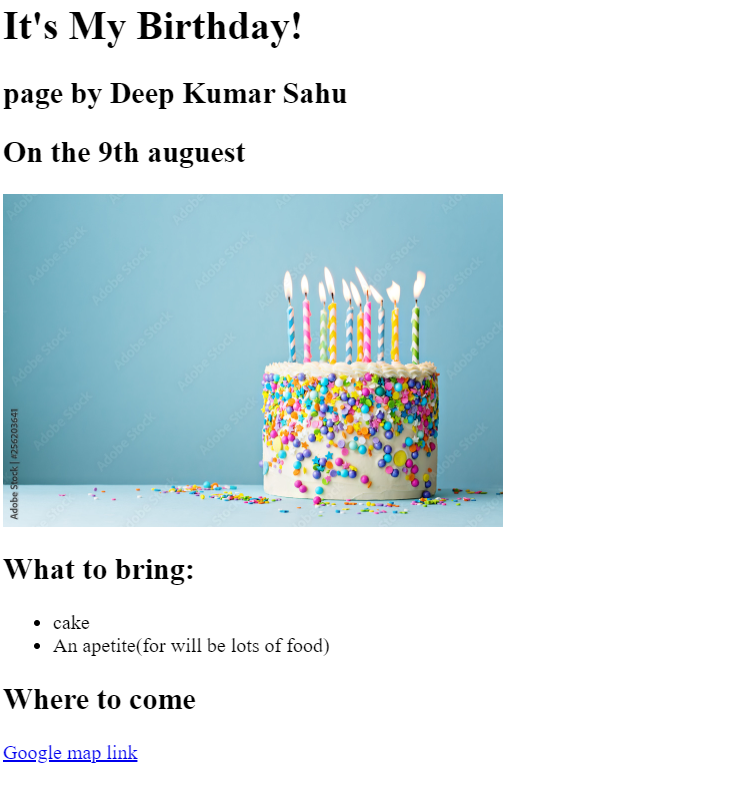 It's My Birthday!
page by Deep Kumar Sahu
On the 9th auguest
Adobe Stock | #256203641
What to bring:
cake
An apetite(for will be lots of food)
Where to come
Google map link